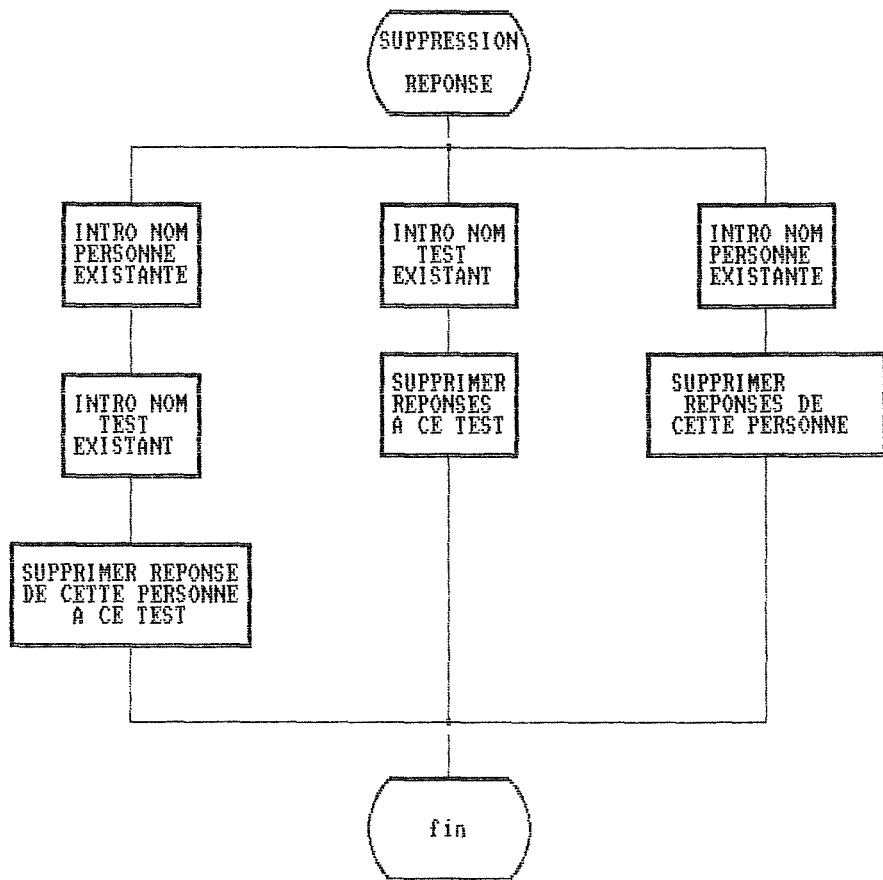 SUPPRESSION
REPONSE
INTRO NOM
PERSONNE
EXISTANTE
INTRO NOM
TEST
EXISTANT
SUPPRIMER REPONSE
DE CETTE PERSONNE
A CE TEST
INTRO NOM
TEST
EXISTANT
SUPPRIMER
REPONSES
A CE TEST
INTRO NOM
PERSONNE
EXISTANTE
SUPPRIMER
REPONSES DE
CETTE PERSONNE
fin